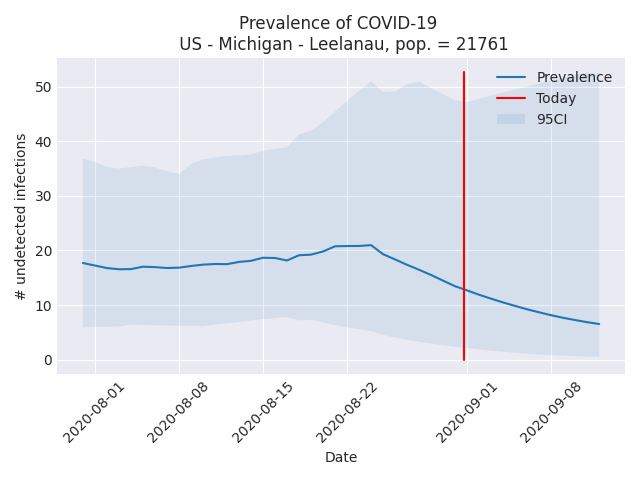 Prevalence of COVID-19
US - Michigan - Leelanau, pop. = 21761
# undetected infections
50
40
30
20
10
0
Prevalence
Today
95CI
2020-08-01
2020-08-08
2020-08-15
2020-08-22
2020-09-01
2020-09-08
Date